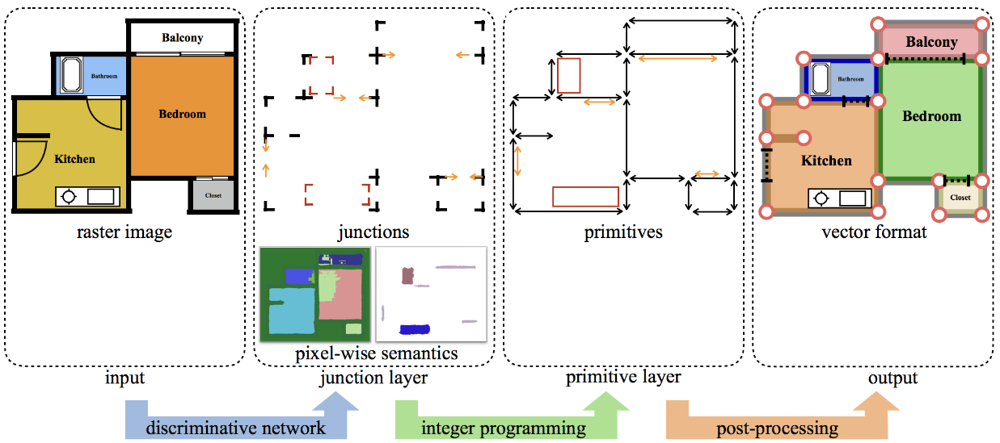 Balcony
Bathroom
Bedroom
Kitchen
Closet
raster image
junctions
pixel-wise semantics
primitives
Balcony
Bathroom
Bedroom
Kitchen
Closet
vector format
input
junction layer
primitive layer
output
discriminative network
integer programming
post-processing